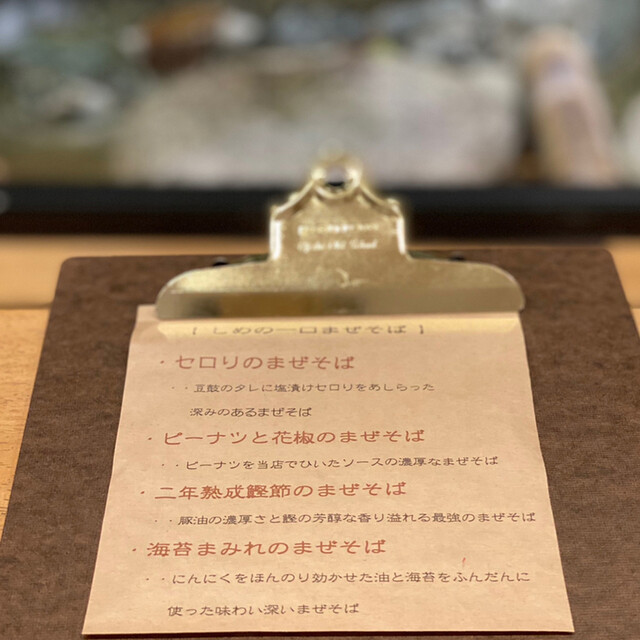 【しめの一口まぜそば】
・セロリのまぜそば
・・豆鼓のタレに塩漬けセロリをあしらった
深みのあるまぜそば
・ピーナツと花椒のまぜそば
・・ピーナツを当店でひいたソースの濃厚なまぜそば
・二年熟成鰹節のまぜそば
・・豚油の濃厚さと鰹の芳醇な香り溢れる最強のまぜそば
・海苔まみれのまぜそば
・・にんにくをほんのり効かせた油と海苔をふんだんに
使った味わい深いまぜそば